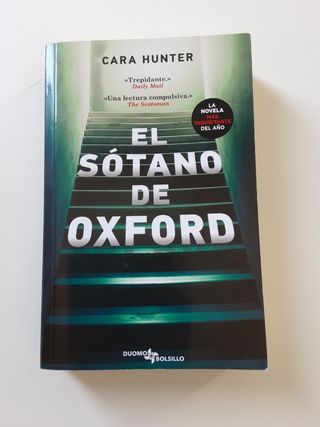 CARA HUNTER
«Trepidante.»
Daily Mail
«Una lectura compulsiva.»
The Scotsman
LA
NOVELA
MÁS
INQUIETANTE
DEL AÑO
EL
SÓTANO
DE
OXFORD
DUOMO
BOLSILLO